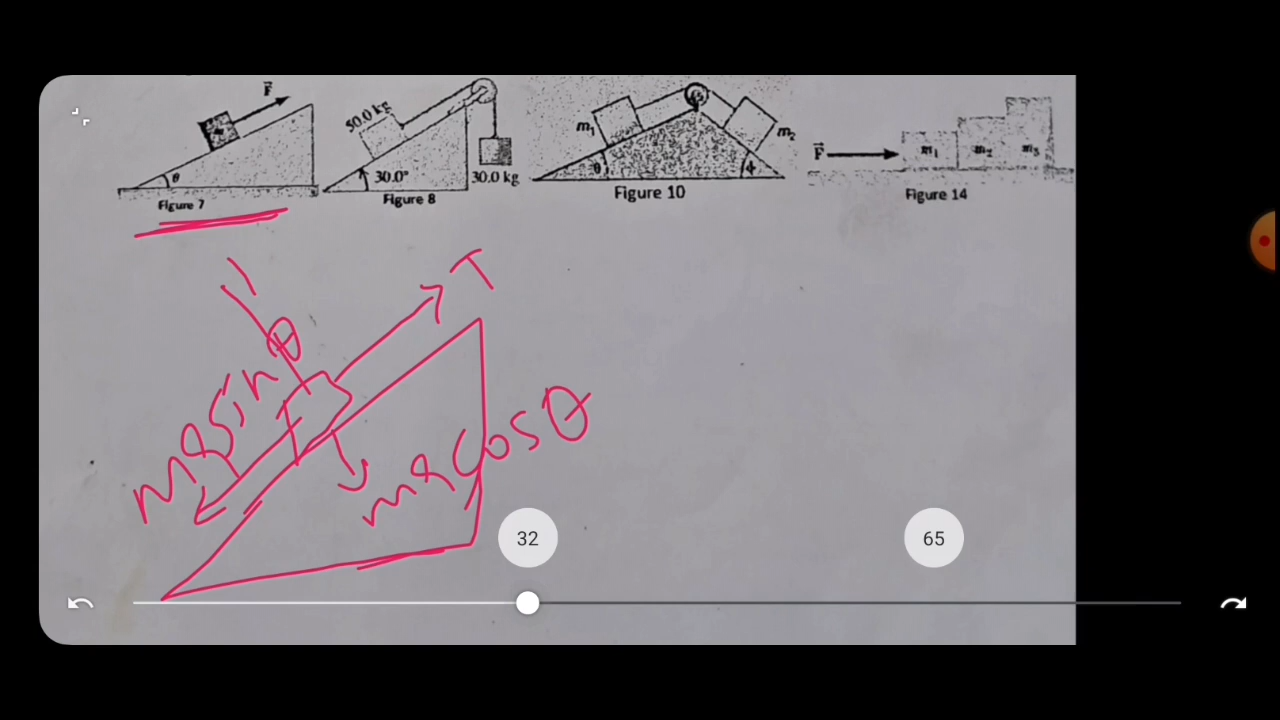 F
m
θ
Figure 7
50.0 kg
30.0°
30.0 kg
Figure 8
m₁
m₂
θ
ϕ
Figure 10
F
m₁
m₂
m₃
Figure 14
T
mgsinθ
mgcosθ
32
65